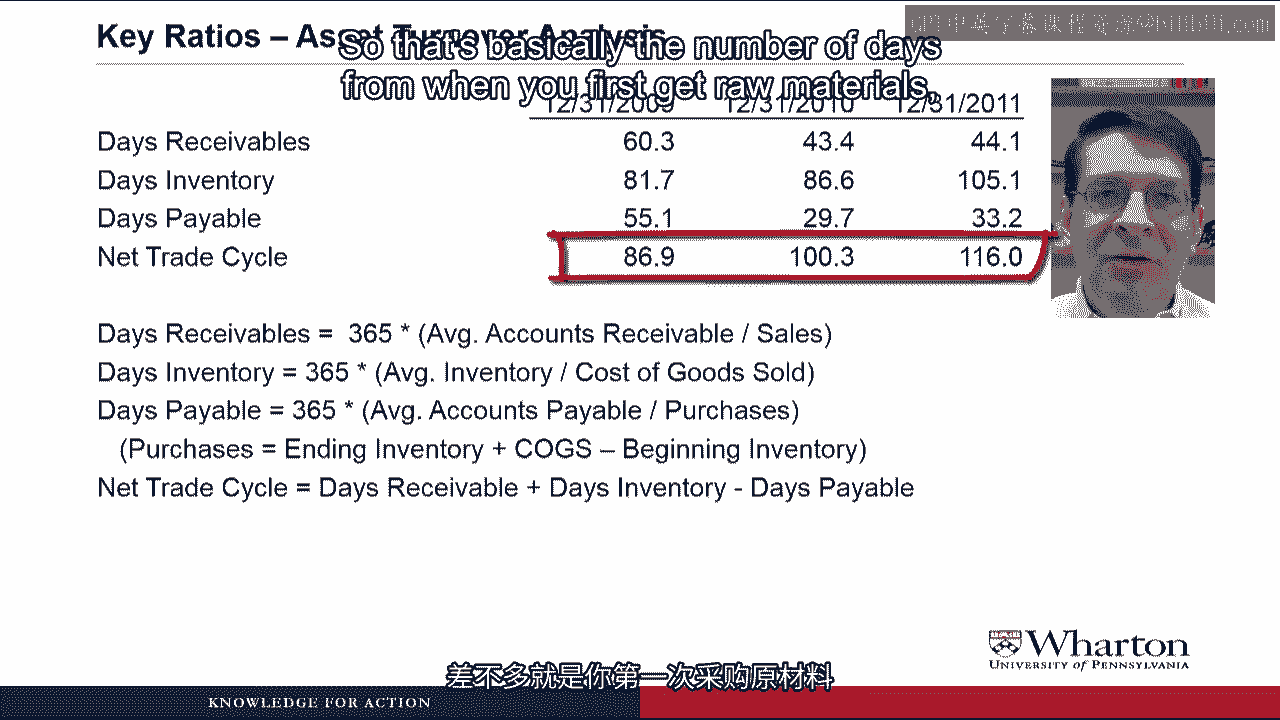 Key Ratios – Asset Turnover Analysis
So that's basically the number of days
from when you first get raw materials,
12/31/2009 12/31/2010 12/31/2011
Days Receivables 60.3 43.4 44.1
Days Inventory 81.7 86.6 105.1
Days Payable 55.1 29.7 33.2
Net Trade Cycle 86.9 100.3 116.0
Days Receivables = 365 * (Avg. Accounts Receivable / Sales)
Days Inventory = 365 * (Avg. Inventory / Cost of Goods Sold)
Days Payable = 365 * (Avg. Accounts Payable / Purchases)
(Purchases = Ending Inventory + COGS – Beginning Inventory)
Net Trade Cycle = Days Receivable + Days Inventory - Days Payable
Wharton
UNIVERSITY of PENNSYLVANIA
差不多就是你第一次采购原材料
KNOWLEDGE FOR ACTION